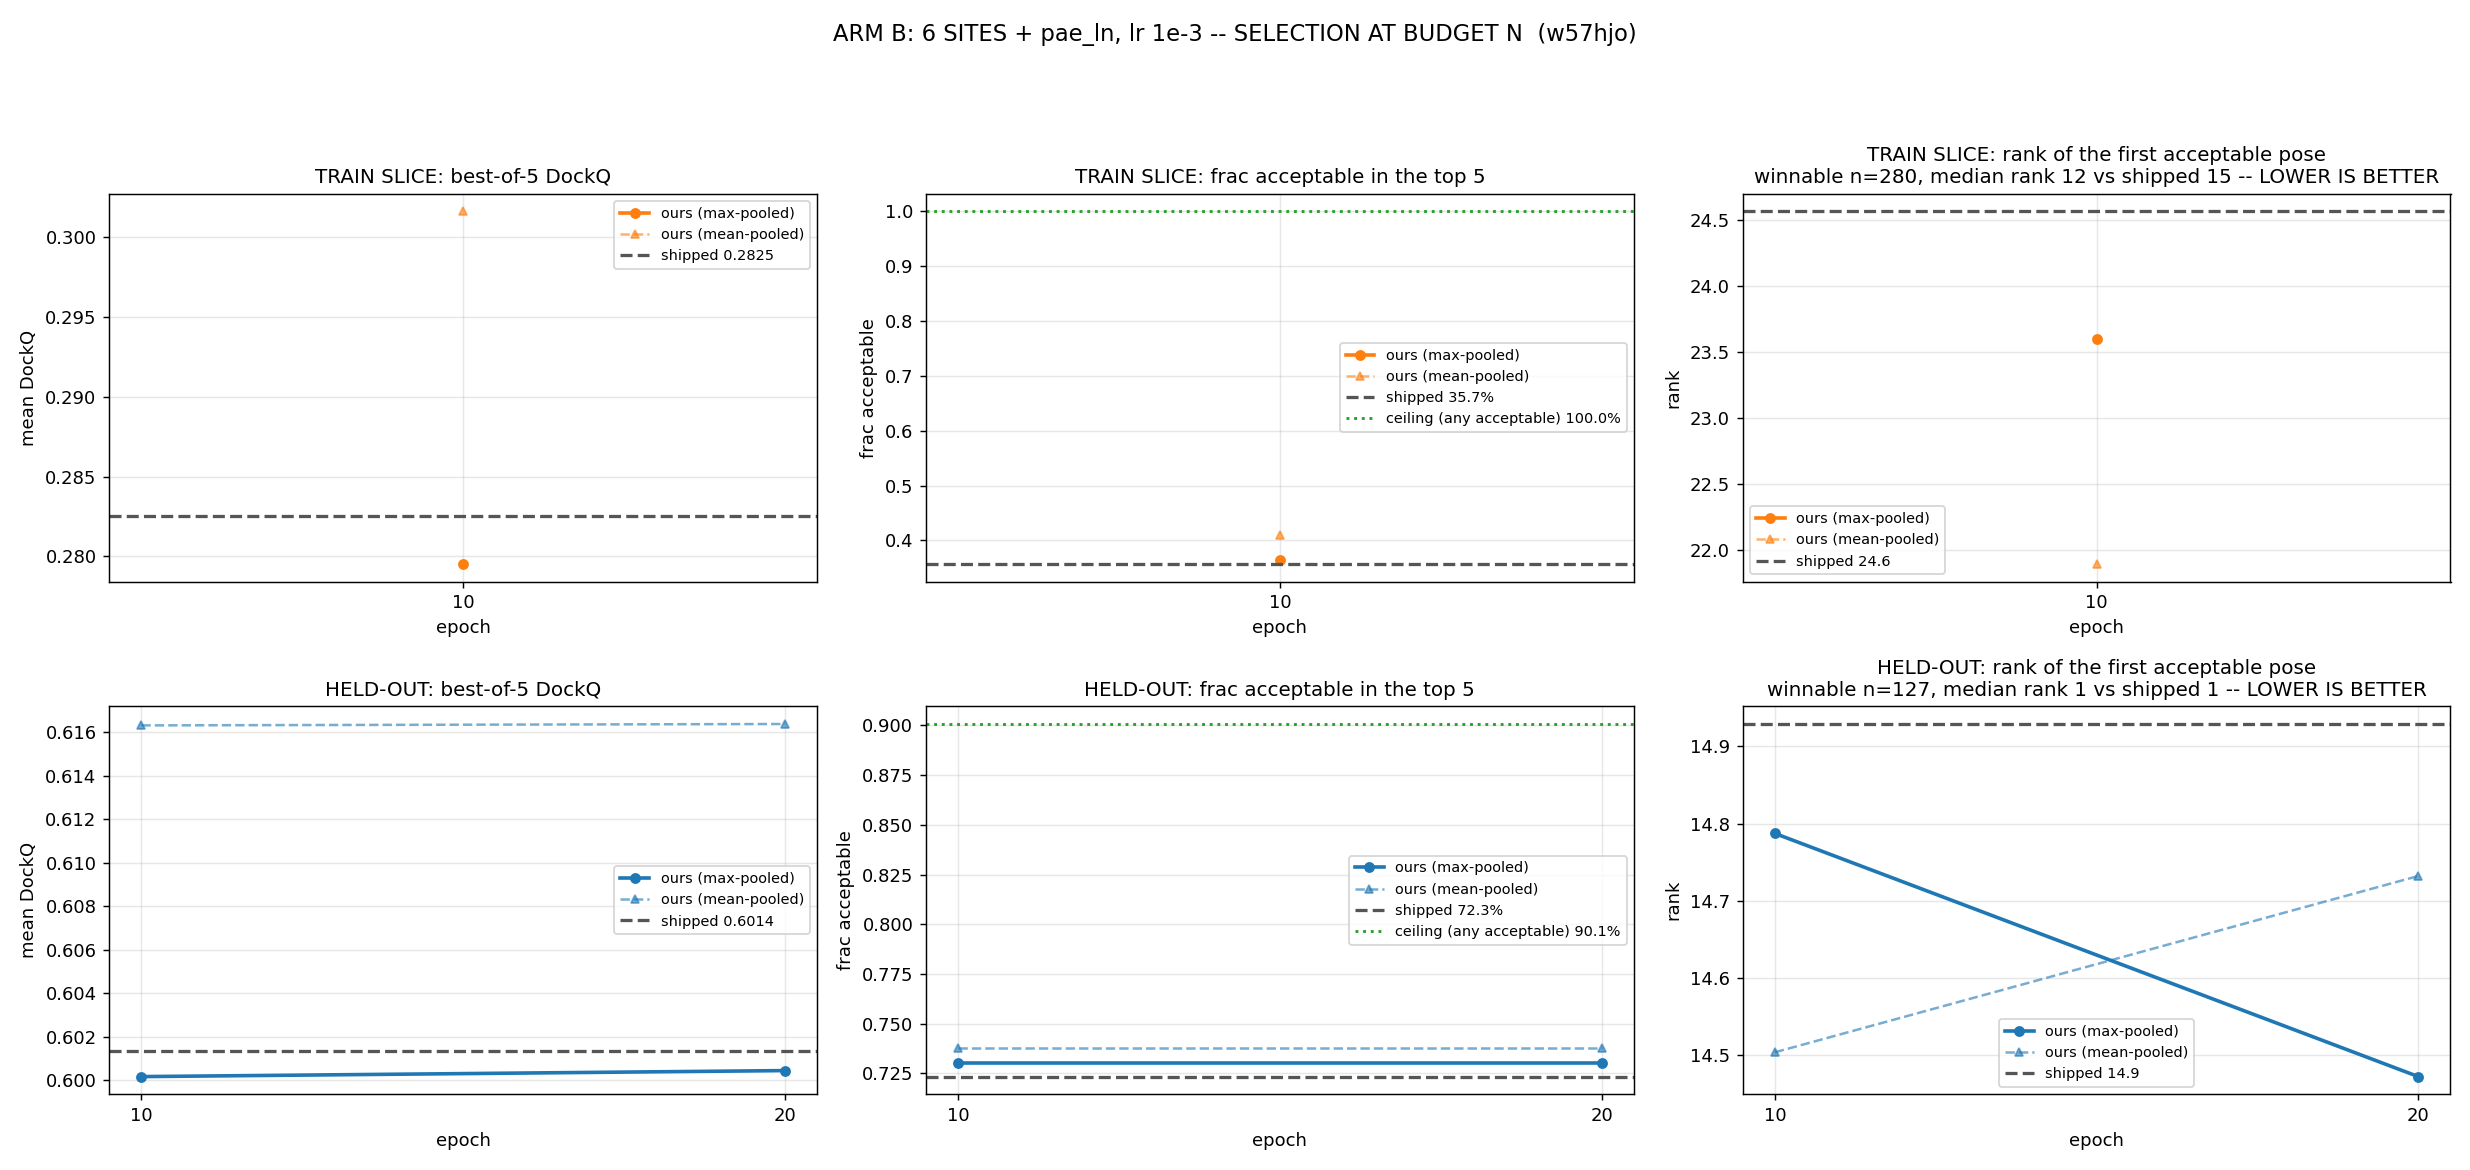 ARM B: 6 SITES + pae_ln, lr 1e-3 -- SELECTION AT BUDGET N  (w57hjo)
TRAIN SLICE: best-of-5 DockQ
mean DockQ
0.300
0.295
0.290
0.285
0.280
10
epoch
ours (max-pooled)
ours (mean-pooled)
shipped 0.2825
TRAIN SLICE: frac acceptable in the top 5
frac acceptable
1.0
0.9
0.8
0.7
0.6
0.5
0.4
10
epoch
ours (max-pooled)
ours (mean-pooled)
shipped 35.7%
ceiling (any acceptable) 100.0%
TRAIN SLICE: rank of the first acceptable pose
winnable n=280, median rank 12 vs shipped 15 -- LOWER IS BETTER
rank
24.5
24.0
23.5
23.0
22.5
22.0
10
epoch
ours (max-pooled)
ours (mean-pooled)
shipped 24.6
HELD-OUT: best-of-5 DockQ
mean DockQ
0.616
0.614
0.612
0.610
0.608
0.606
0.604
0.602
0.600
10
20
epoch
ours (max-pooled)
ours (mean-pooled)
shipped 0.6014
HELD-OUT: frac acceptable in the top 5
frac acceptable
0.900
0.875
0.850
0.825
0.800
0.775
0.750
0.725
10
20
epoch
ours (max-pooled)
ours (mean-pooled)
shipped 72.3%
ceiling (any acceptable) 90.1%
HELD-OUT: rank of the first acceptable pose
winnable n=127, median rank 1 vs shipped 1 -- LOWER IS BETTER
rank
14.9
14.8
14.7
14.6
14.5
10
20
epoch
ours (max-pooled)
ours (mean-pooled)
shipped 14.9